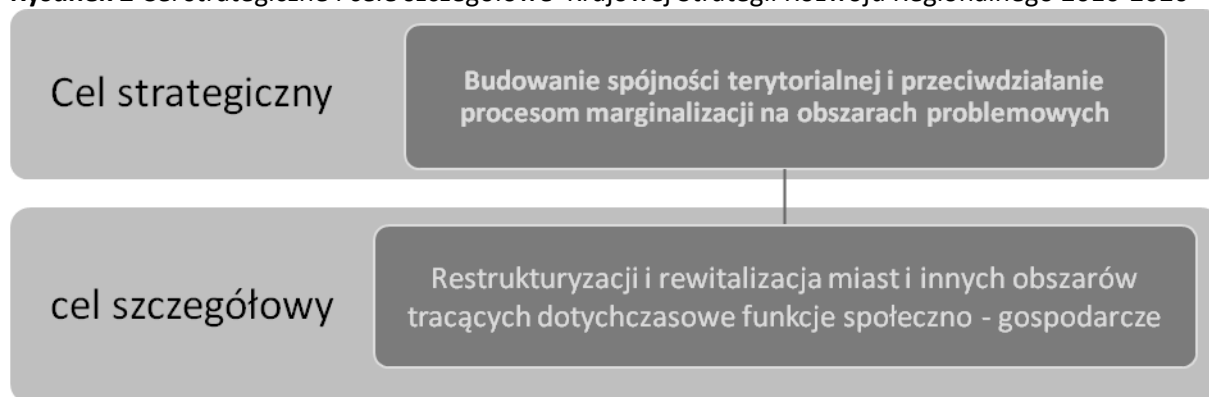 Cel strategiczny
Budowanie spójności terytorialnej i przeciwdziałanie
procesom marginalizacji na obszarach problemowych
cel szczegółowy
Restrukturyzacji i rewitalizacja miast i innych obszarów
tracących dotychczasowe funkcje społeczno - gospodarcze